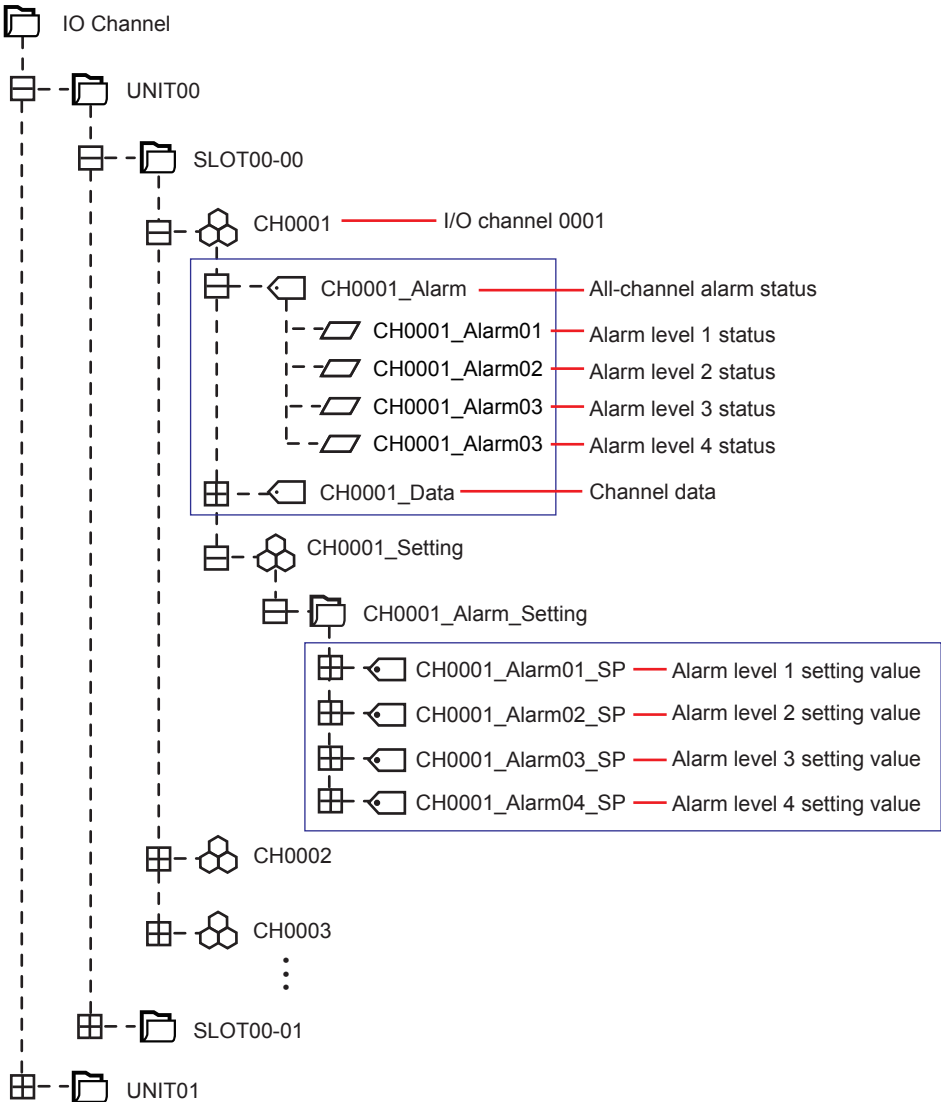 IO Channel
UNIT00
SLOT00-00
CH0001 I/O channel 0001
CH0001_Alarm All-channel alarm status
CH0001_Alarm01 Alarm level 1 status
CH0001_Alarm02 Alarm level 2 status
CH0001_Alarm03 Alarm level 3 status
CH0001_Alarm03 Alarm level 4 status
CH0001_Data Channel data
CH0001_Setting
CH0001_Alarm_Setting
CH0001_Alarm01_SP Alarm level 1 setting value
CH0001_Alarm02_SP Alarm level 2 setting value
CH0001_Alarm03_SP Alarm level 3 setting value
CH0001_Alarm04_SP Alarm level 4 setting value
CH0002
CH0003
SLOT00-01
UNIT01